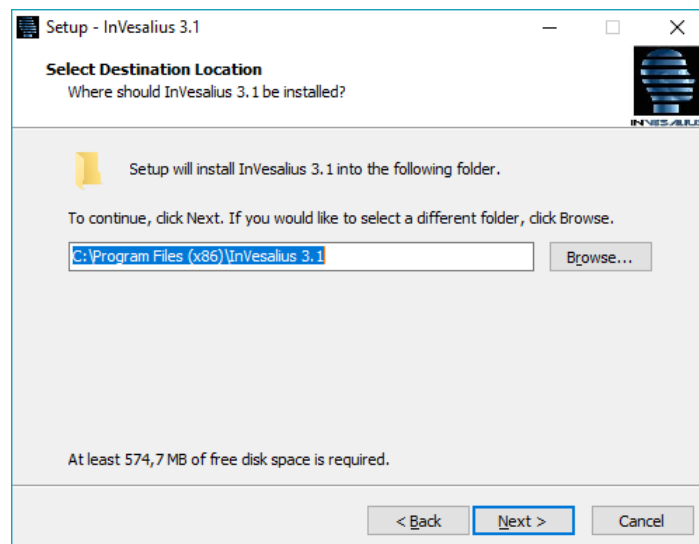 Setup - InVesalius 3.1
Select Destination Location
Where should InVesalius 3.1 be installed?
INVESALIUS
Setup will install InVesalius 3.1 into the following folder.
To continue, click Next. If you would like to select a different folder, click Browse.
C:\Program Files (x86)\InVesalius 3.1
Browse...
At least 574,7 MB of free disk space is required.
< Back
Next >
Cancel